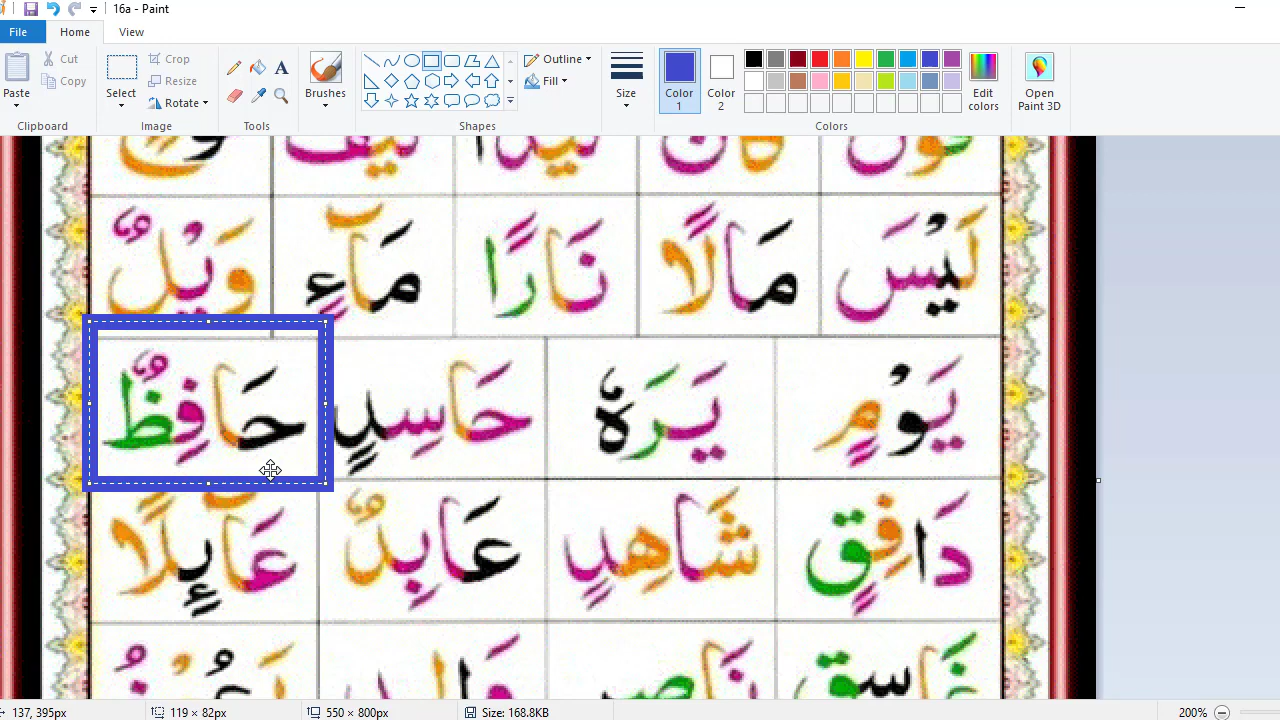 16a - Paint
File Home View
Paste Cut Copy Select Crop Resize Rotate Brushes Outline Fill Size Color 1 Color 2 Edit colors Open Paint 3D
Clipboard Image Tools Shapes Colors
لَيْسَ مَالًا نَارًا مَآءٍ وَيْلٌ
يَوْمٍ يَرَهٗ حَاسِدٍ حَافِظٌ
دَافِقٍ شَاهِدٍ عَابِدٌ عَآئِلًا
137, 395px 119 × 82px 550 × 800px Size: 168.8KB 200%